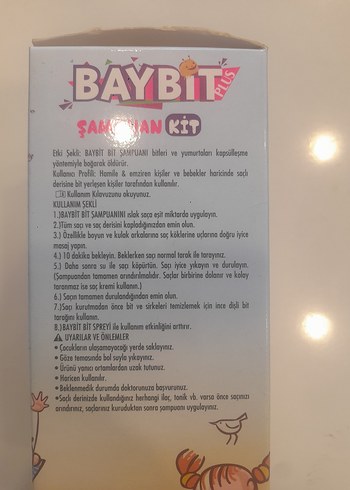 BAYBİT PLUS
ŞAMPUAN KİT
Etki Şekli: BAYBİT BİT ŞAMPUANI bitleri ve yumurtaları kapsülleşme
yöntemiyle boğarak öldürür.
Kullanıcı Profili: Hamile & emziren kişiler ve bebekler haricinde saçlı
derisine bit yerleşen kişiler tarafından kullanılır.
Kullanım Kılavuzunu okuyunuz.
KULLANIM ŞEKLİ
1.)BAYBİT BİT ŞAMPUANINI ıslak saça eşit miktarda uygulayın.
2.)Tüm saçı ve saç derisini kapladığınızdan emin olun.
3.) Özellikle boyun ve kulak arkalarına saç köklerine uçlarına doğru iyice
masaj yapın.
4.) 10 dakika bekleyin. Beklerken saçı normal tarak ile tarayınız.
5.) Daha sonra su ile saçı köpürtün. Saçı iyice yıkayın ve durulayın.
(Şampuandan tamamen arındırılmalıdır. Saçlar birbirine dolanır ve kolay
taranmaz ise saç kremi kullanın.)
6.) Saçın tamamen durulandığından emin olun.
7.)Saçı kurutmadan önce bit ve sirkeleri temizlemek için ince dişli bit
tarağını kullanın.
8.)BAYBİT BİT SPREYİ ile kullanım etkinliğini arttırır.
UYARILAR VE ÖNLEMLER
• Çocukların ulaşamayacağı yerde saklayınız.
• Göze temasında bol suyla yıkayınız.
• Ürünü yanıcı ortamlardan uzak tutunuz.
• Haricen kullanılır.
• Beklenmedik durumda doktorunuza başvurunuz.
•Saçlı derinizde kullandığınız herhangi ilaç, tonik vb. varsa önce saçınızı
arındırınız, saçlarınız kuruduktan sonra şampuanı uygulayınız.